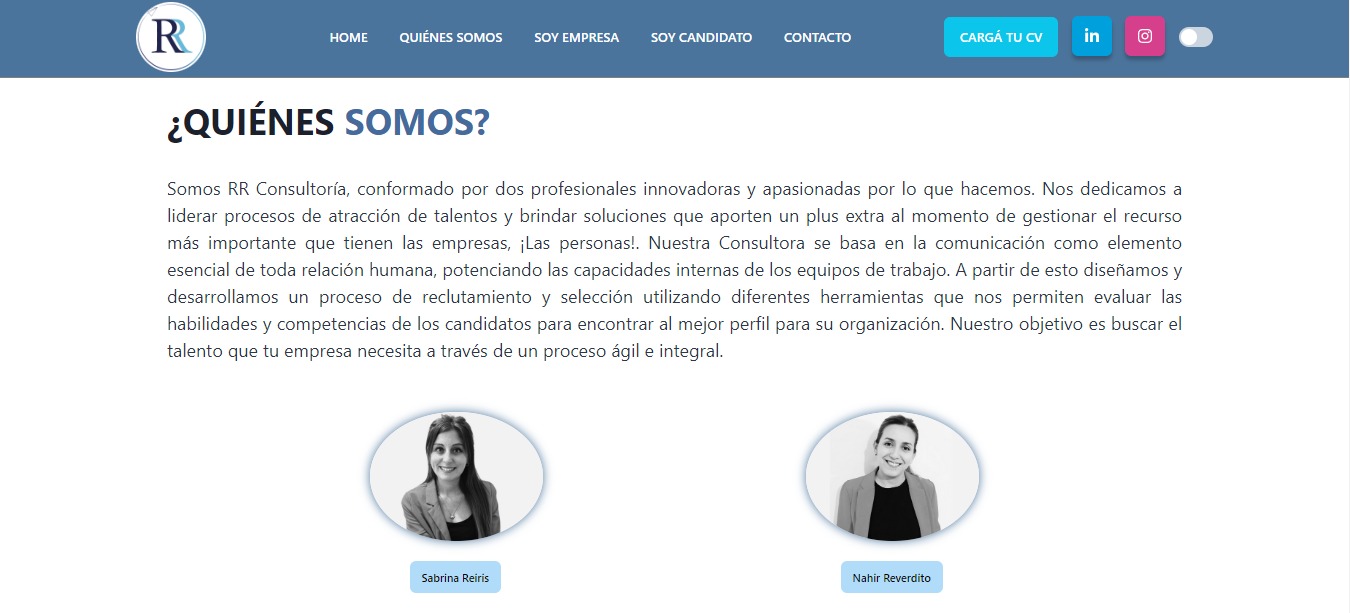 RR
HOME QUIÉNES SOMOS SOY EMPRESA SOY CANDIDATO CONTACTO CARGÁ TU CV in
¿QUIÉNES SOMOS?
Somos RR Consultoría, conformado por dos profesionales innovadoras y apasionadas por lo que hacemos. Nos dedicamos a
liderar procesos de atracción de talentos y brindar soluciones que aporten un plus extra al momento de gestionar el recurso
más importante que tienen las empresas, ¡Las personas!. Nuestra Consultora se basa en la comunicación como elemento
esencial de toda relación humana, potenciando las capacidades internas de los equipos de trabajo. A partir de esto diseñamos y
desarrollamos un proceso de reclutamiento y selección utilizando diferentes herramientas que nos permiten evaluar las
habilidades y competencias de los candidatos para encontrar al mejor perfil para su organización. Nuestro objetivo es buscar el
talento que tu empresa necesita a través de un proceso ágil e integral.
Sabrina Reiris Nahir Reverdito